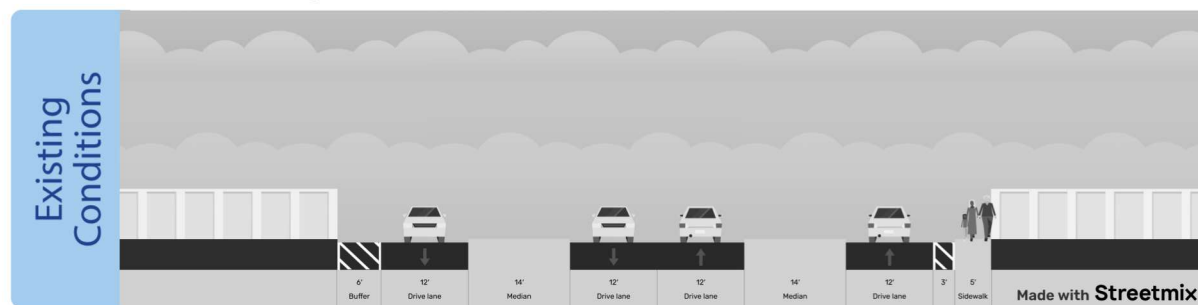 Existing
Conditions
6' 12' 14' 12' 12' 14' 12' 3' 5'
Buffer Drive lane Median Drive lane Drive lane Median Drive lane Sidewalk
Made with Streetmix